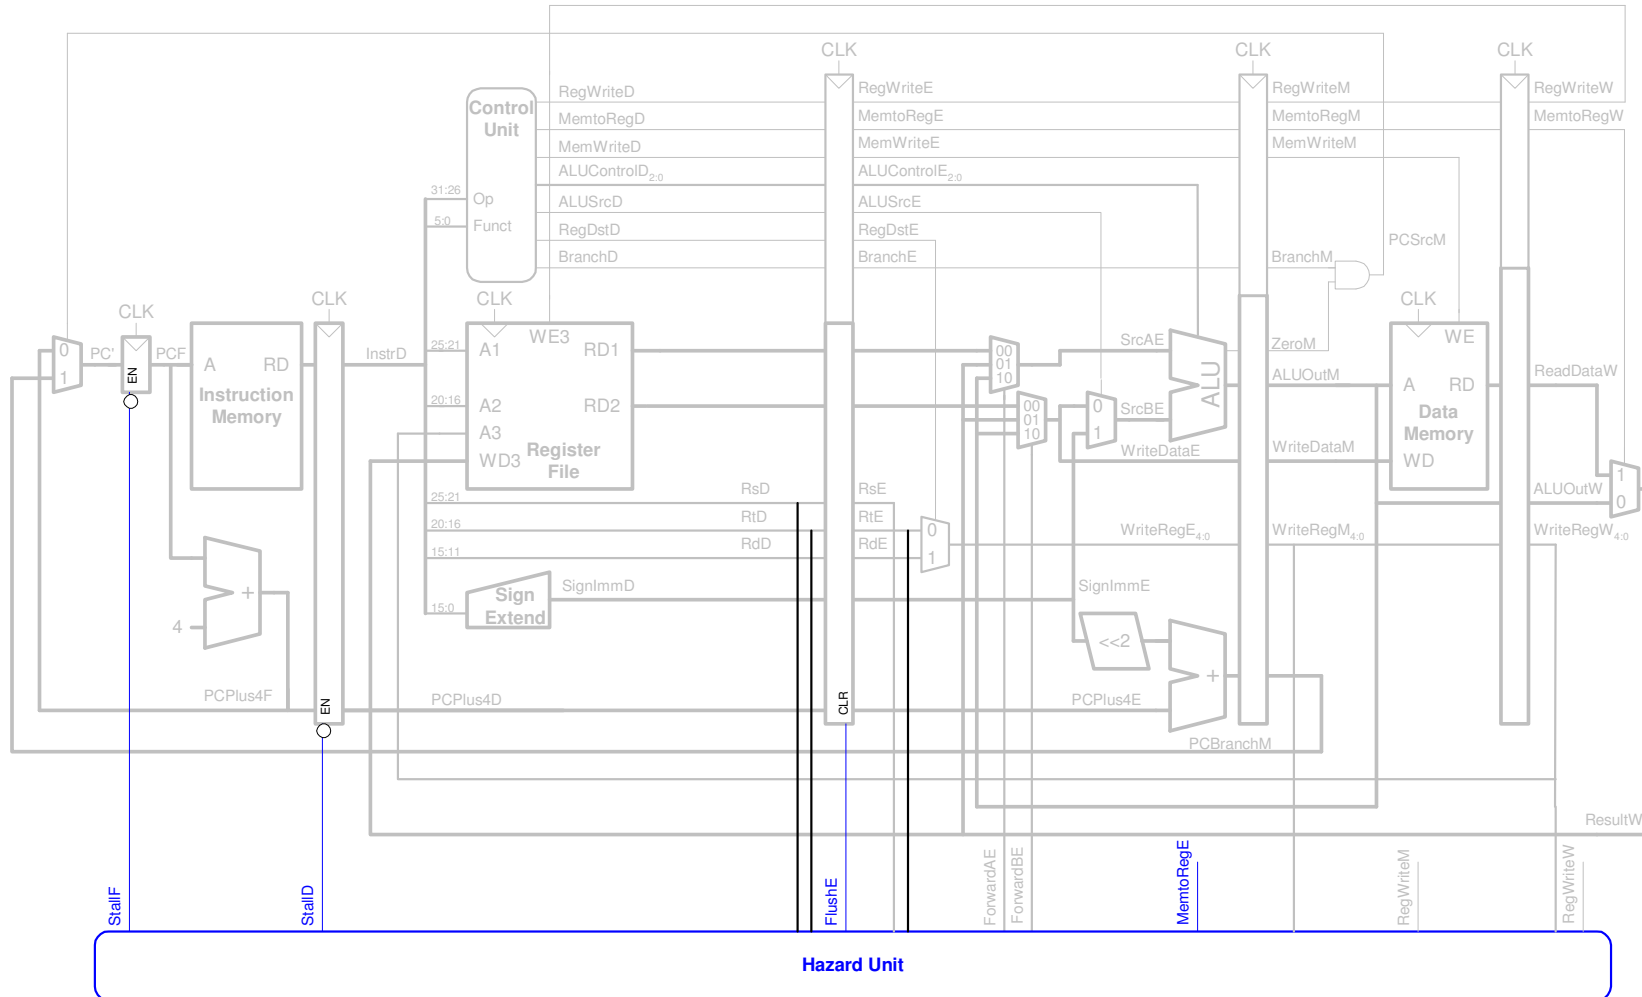 CLK
CLK
CLK
RegWriteD
RegWriteE
RegWriteM
RegWriteW
Control
Unit
MemtoRegD
MemtoRegE
MemtoRegM
MemtoRegW
MemWriteD
MemWriteE
MemWriteM
ALUControlD2:0
ALUControlE2:0
31:26
Op
ALUSrcD
ALUSrcE
5:0
Funct
RegDstD
RegDstE
PCSrcM
BranchD
BranchE
BranchM
CLK
CLK
CLK
CLK
0
1
PC'
EN
PCF
A
RD
Instruction
Memory
InstrD
25:21
A1
WE3
RD1
00
01
10
SrcAE
ALU
ZeroM
WE
ALUOutM
A
RD
Data
Memory
WD
ReadDataW
20:16
A2
RD2
00
01
10
0
1
SrcBE
A3
WD3
Register
File
WriteDataE
WriteDataM
1
0
ALUOutW
25:21
RsD
RsE
20:16
RtD
RtE
0
1
15:11
RdD
RdE
WriteRegE4:0
WriteRegM4:0
WriteRegW4:0
+
4
15:0
Sign
Extend
SignImmD
SignImmE
<<2
+
PCPlus4F
EN
PCPlus4D
CLR
PCPlus4E
PCBranchM
ResultW
StallF
StallD
FlushE
ForwardAE
ForwardBE
MemtoRegE
RegWriteM
RegWriteW
Hazard Unit